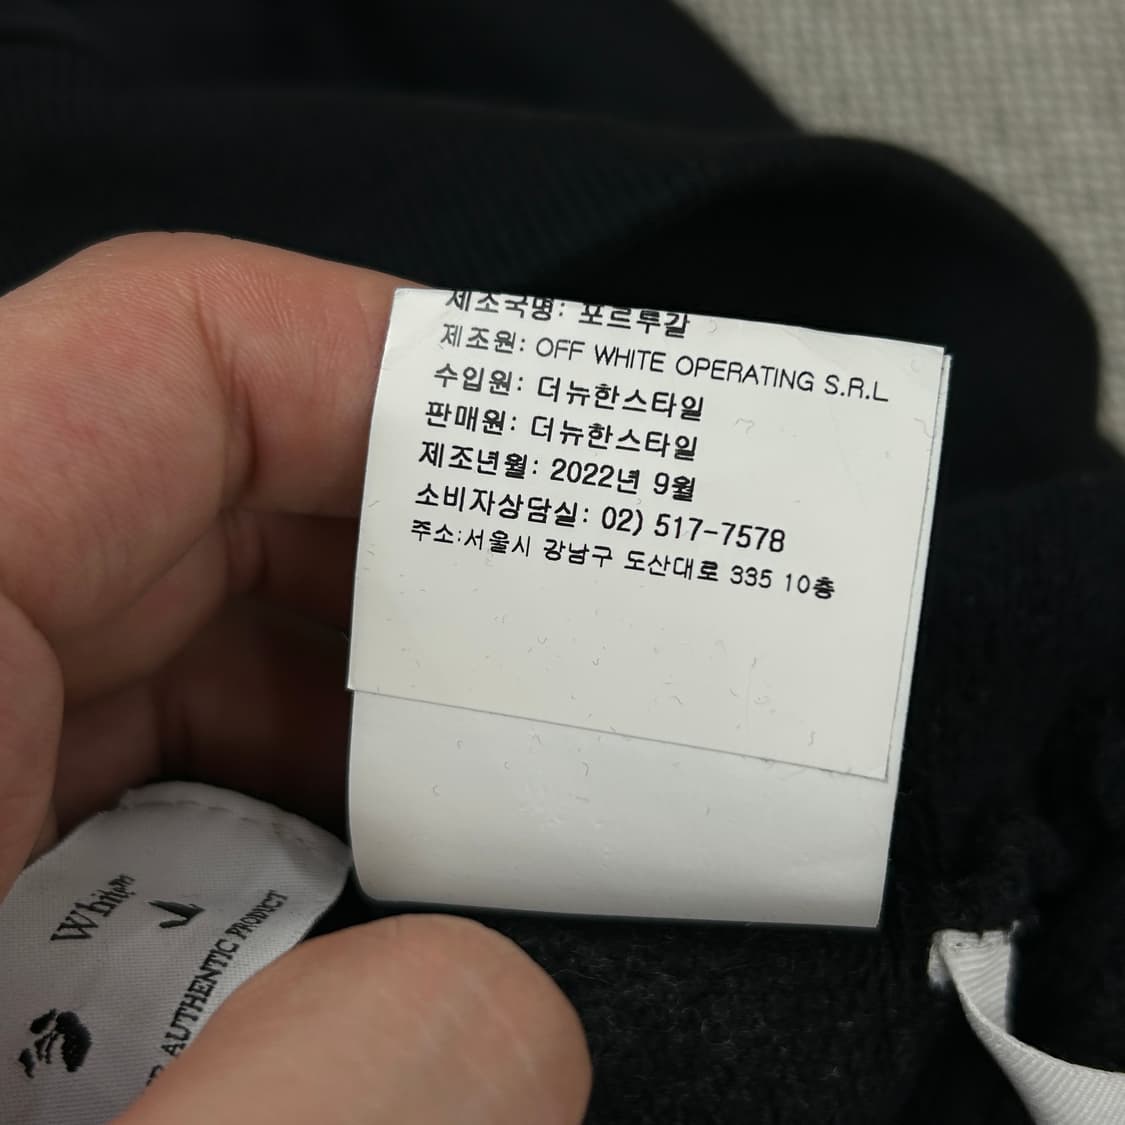 제조국명: 포르투갈
제조원: OFF WHITE OPERATING S.R.L
수입원: 더뉴한스타일
판매원: 더뉴한스타일
제조년월: 2022년 9월
소비자상담실: 02) 517-7578
주소:서울시 강남구 도산대로 335 10층
White™
AUTHENTIC PRODUCT